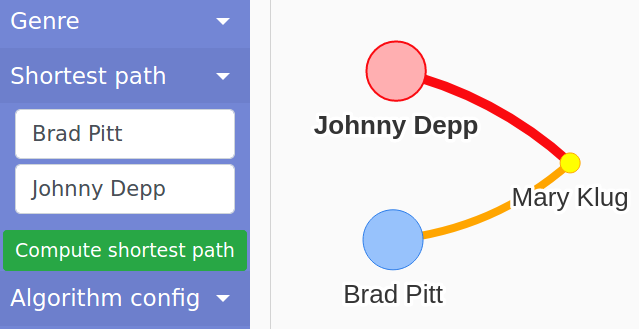 Genre
Shortest path
Brad Pitt
Johnny Depp
Compute shortest path
Algorithm config
Johnny Depp
Mary Klug
Brad Pitt